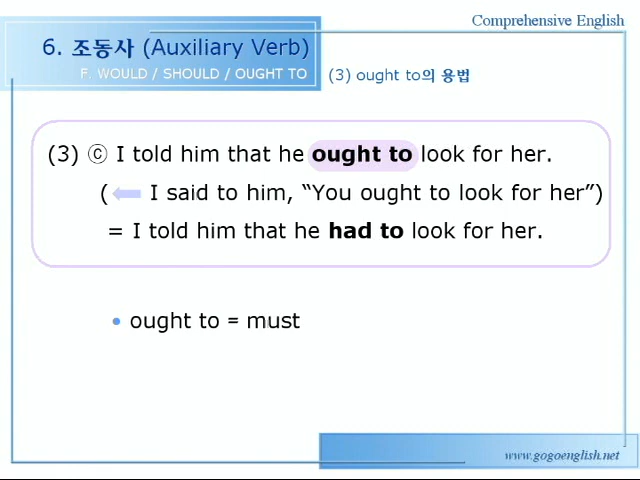 Comprehensive English
6. 조동사 (Auxiliary Verb)
F. WOULD / SHOULD / OUGHT TO
(3) ought to의 용법
(3) ⓒ I told him that he ought to look for her.
( I said to him, “You ought to look for her”)
= I told him that he had to look for her.
• ought to = must
www.gogoenglish.net